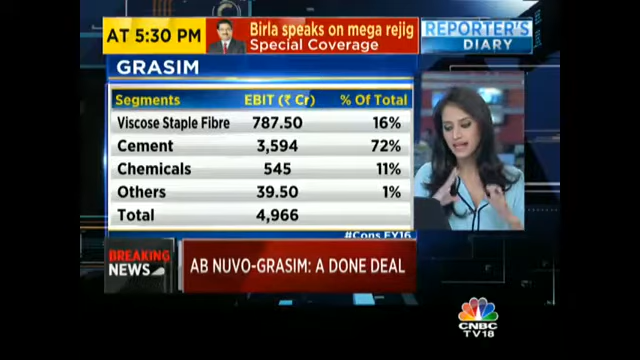 AT 5:30 PM
Birla speaks on mega rejig
Special Coverage
REPORTER'S
DIARY
GRASIM
Segments EBIT (₹ Cr) % Of Total
Viscose Staple Fibre 787.50 16%
Cement 3,594 72%
Chemicals 545 11%
Others 39.50 1%
Total 4,966
#Cons FY16
BREAKING
NEWS
AB NUVO-GRASIM: A DONE DEAL
CNBC
TV18